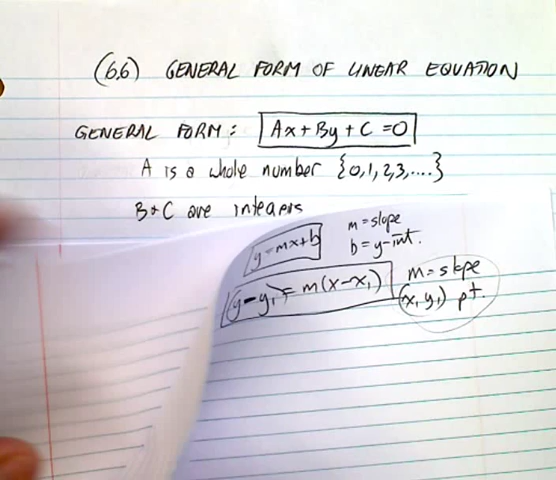 (6.6) GENERAL FORM OF LINEAR EQUATION
GENERAL FORM: Ax+By+C=0
A is a whole number {0,1,2,3,....}
B+C are integers
y=mx+b m=slope
b=y-int.
y-y₁=m(x-x₁) m=slope
(x₁,y₁) pt.